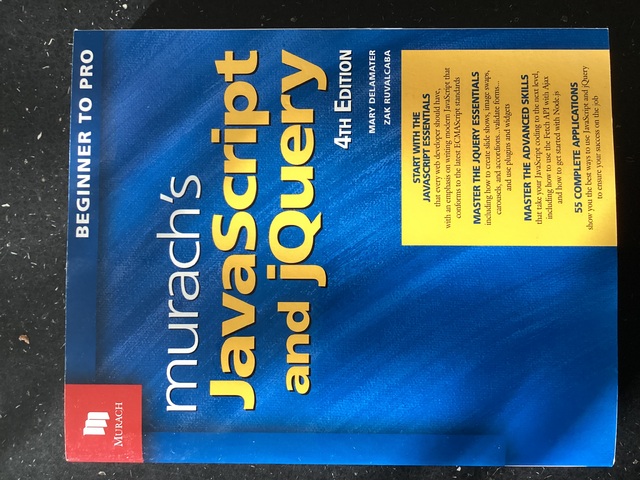 MURACH
BEGINNER TO PRO
murach's
JavaScript
and jQuery
4TH EDITION
MARY DELAMATER
ZAK RUVALCABA
START WITH THE
JAVASCRIPT ESSENTIALS
that every web developer should have,
with an emphasis on writing modern JavaScript that
conforms to the latest ECMAScript standards
MASTER THE JQUERY ESSENTIALS
including how to create slide shows, image swaps,
carousels, and accordions...validate forms...
and use plugins and widgets
MASTER THE ADVANCED SKILLS
that take your JavaScript coding to the next level,
including how to use the Fetch API with Ajax
and how to get started with Node.js
55 COMPLETE APPLICATIONS
show you the best ways to use JavaScript and jQuery
to ensure your success on the job